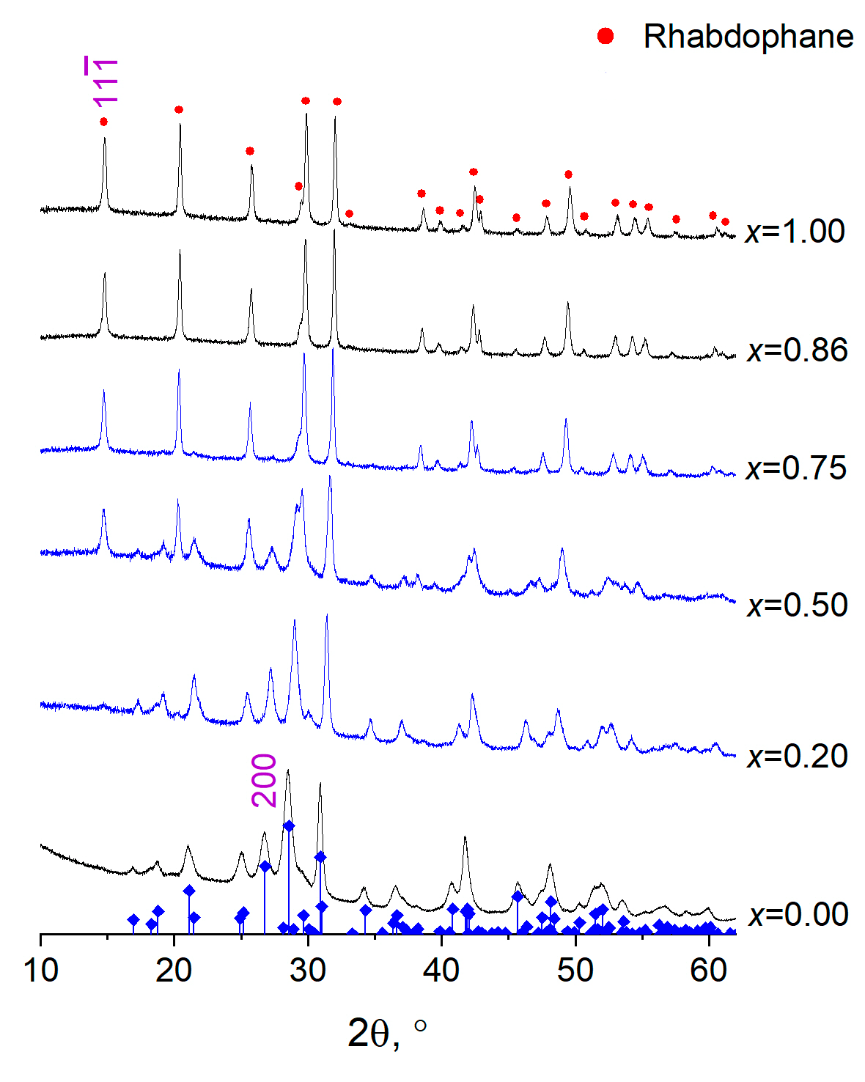 Rhabdophane
1̅11
x=1.00
x=0.86
x=0.75
x=0.50
x=0.20
200
x=0.00
10 20 30 40 50 60
2θ, °